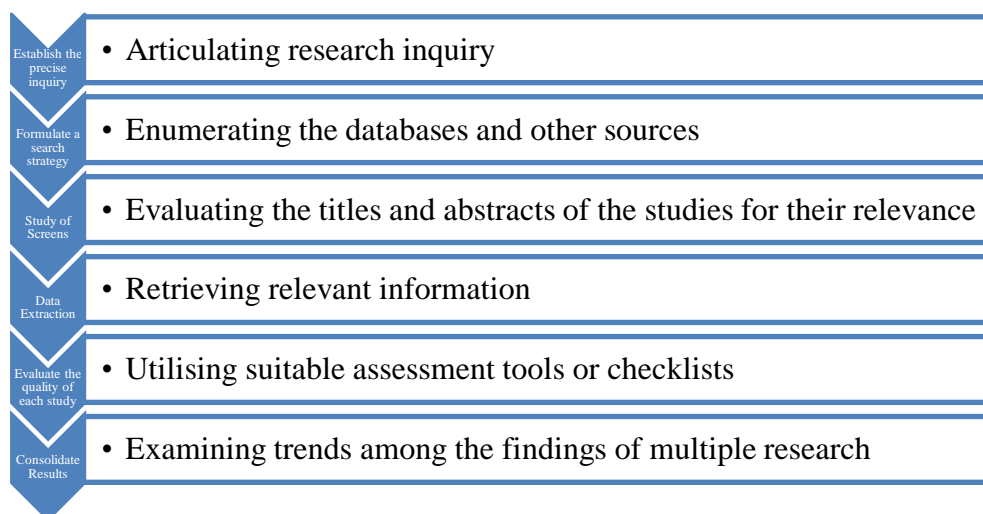 Establish the
precise
inquiry
• Articulating research inquiry
Formulate a
search
strategy
• Enumerating the databases and other sources
Study of
Screens
• Evaluating the titles and abstracts of the studies for their relevance
Data
Extraction
• Retrieving relevant information
Evaluate the
quality of
each study
• Utilising suitable assessment tools or checklists
Consolidate
Results
• Examining trends among the findings of multiple research